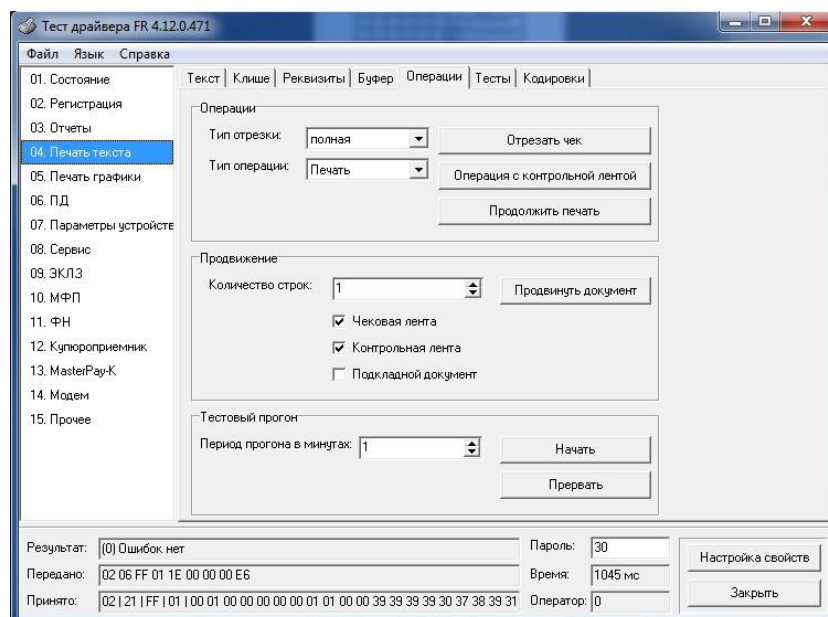 Тест драйвера FR 4.12.0.471
Файл Язык Справка
01. Состояние
02. Регистрация
03. Отчеты
04. Печать текста
05. Печать графики
06. ПД
07. Параметры устройств
08. Сервис
09. ЭКЛЗ
10. МФП
11. ФН
12. Купюроприемник
13. MasterPay-K
14. Модем
15. Прочее
Текст Клише Реквизиты Буфер Операции Тесты Кодировки
Операции
Тип отрезки: полная Отрезать чек
Тип операции: Печать Операция с контрольной лентой
Продолжить печать
Продвижение
Количество строк: 1 Продвинуть документ
Чековая лента
Контрольная лента
Подкладной документ
Тестовый прогон
Период прогона в минутах: 1 Начать
Прервать
Результат: (0) Ошибок нет
Передано: 02 06 FF 01 1E 00 00 00 E6
Принято: 02 | 21 | FF | 01 | 00 01 00 00 00 00 00 01 01 00 00 39 39 39 39 30 37 38 39 31
Пароль: 30
Время: 1045 мс
Оператор: 0
Настройка свойств
Закрыть